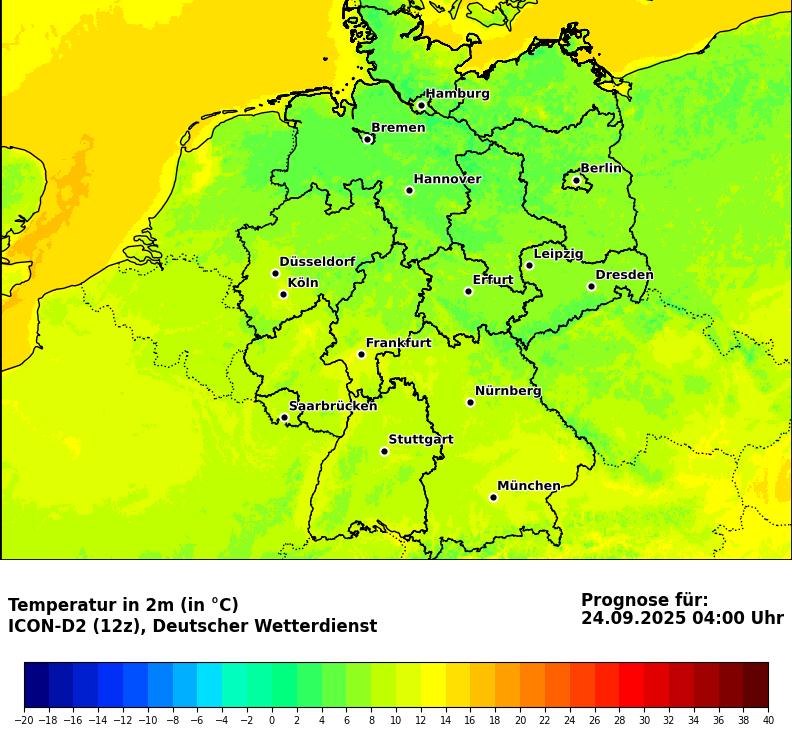 Hamburg
Bremen
Berlin
Hannover
Leipzig
Düsseldorf
Dresden
Erfurt
Köln
Frankfurt
Nürnberg
Saarbrücken
Stuttgart
München
Temperatur in 2m (in °C)
ICON-D2 (12z), Deutscher Wetterdienst
Prognose für:
24.09.2025 04:00 Uhr
−20 −18 −16 −14 −12 −10 −8 −6 −4 −2 0 2 4 6 8 10 12 14 16 18 20 22 24 26 28 30 32 34 36 38 40